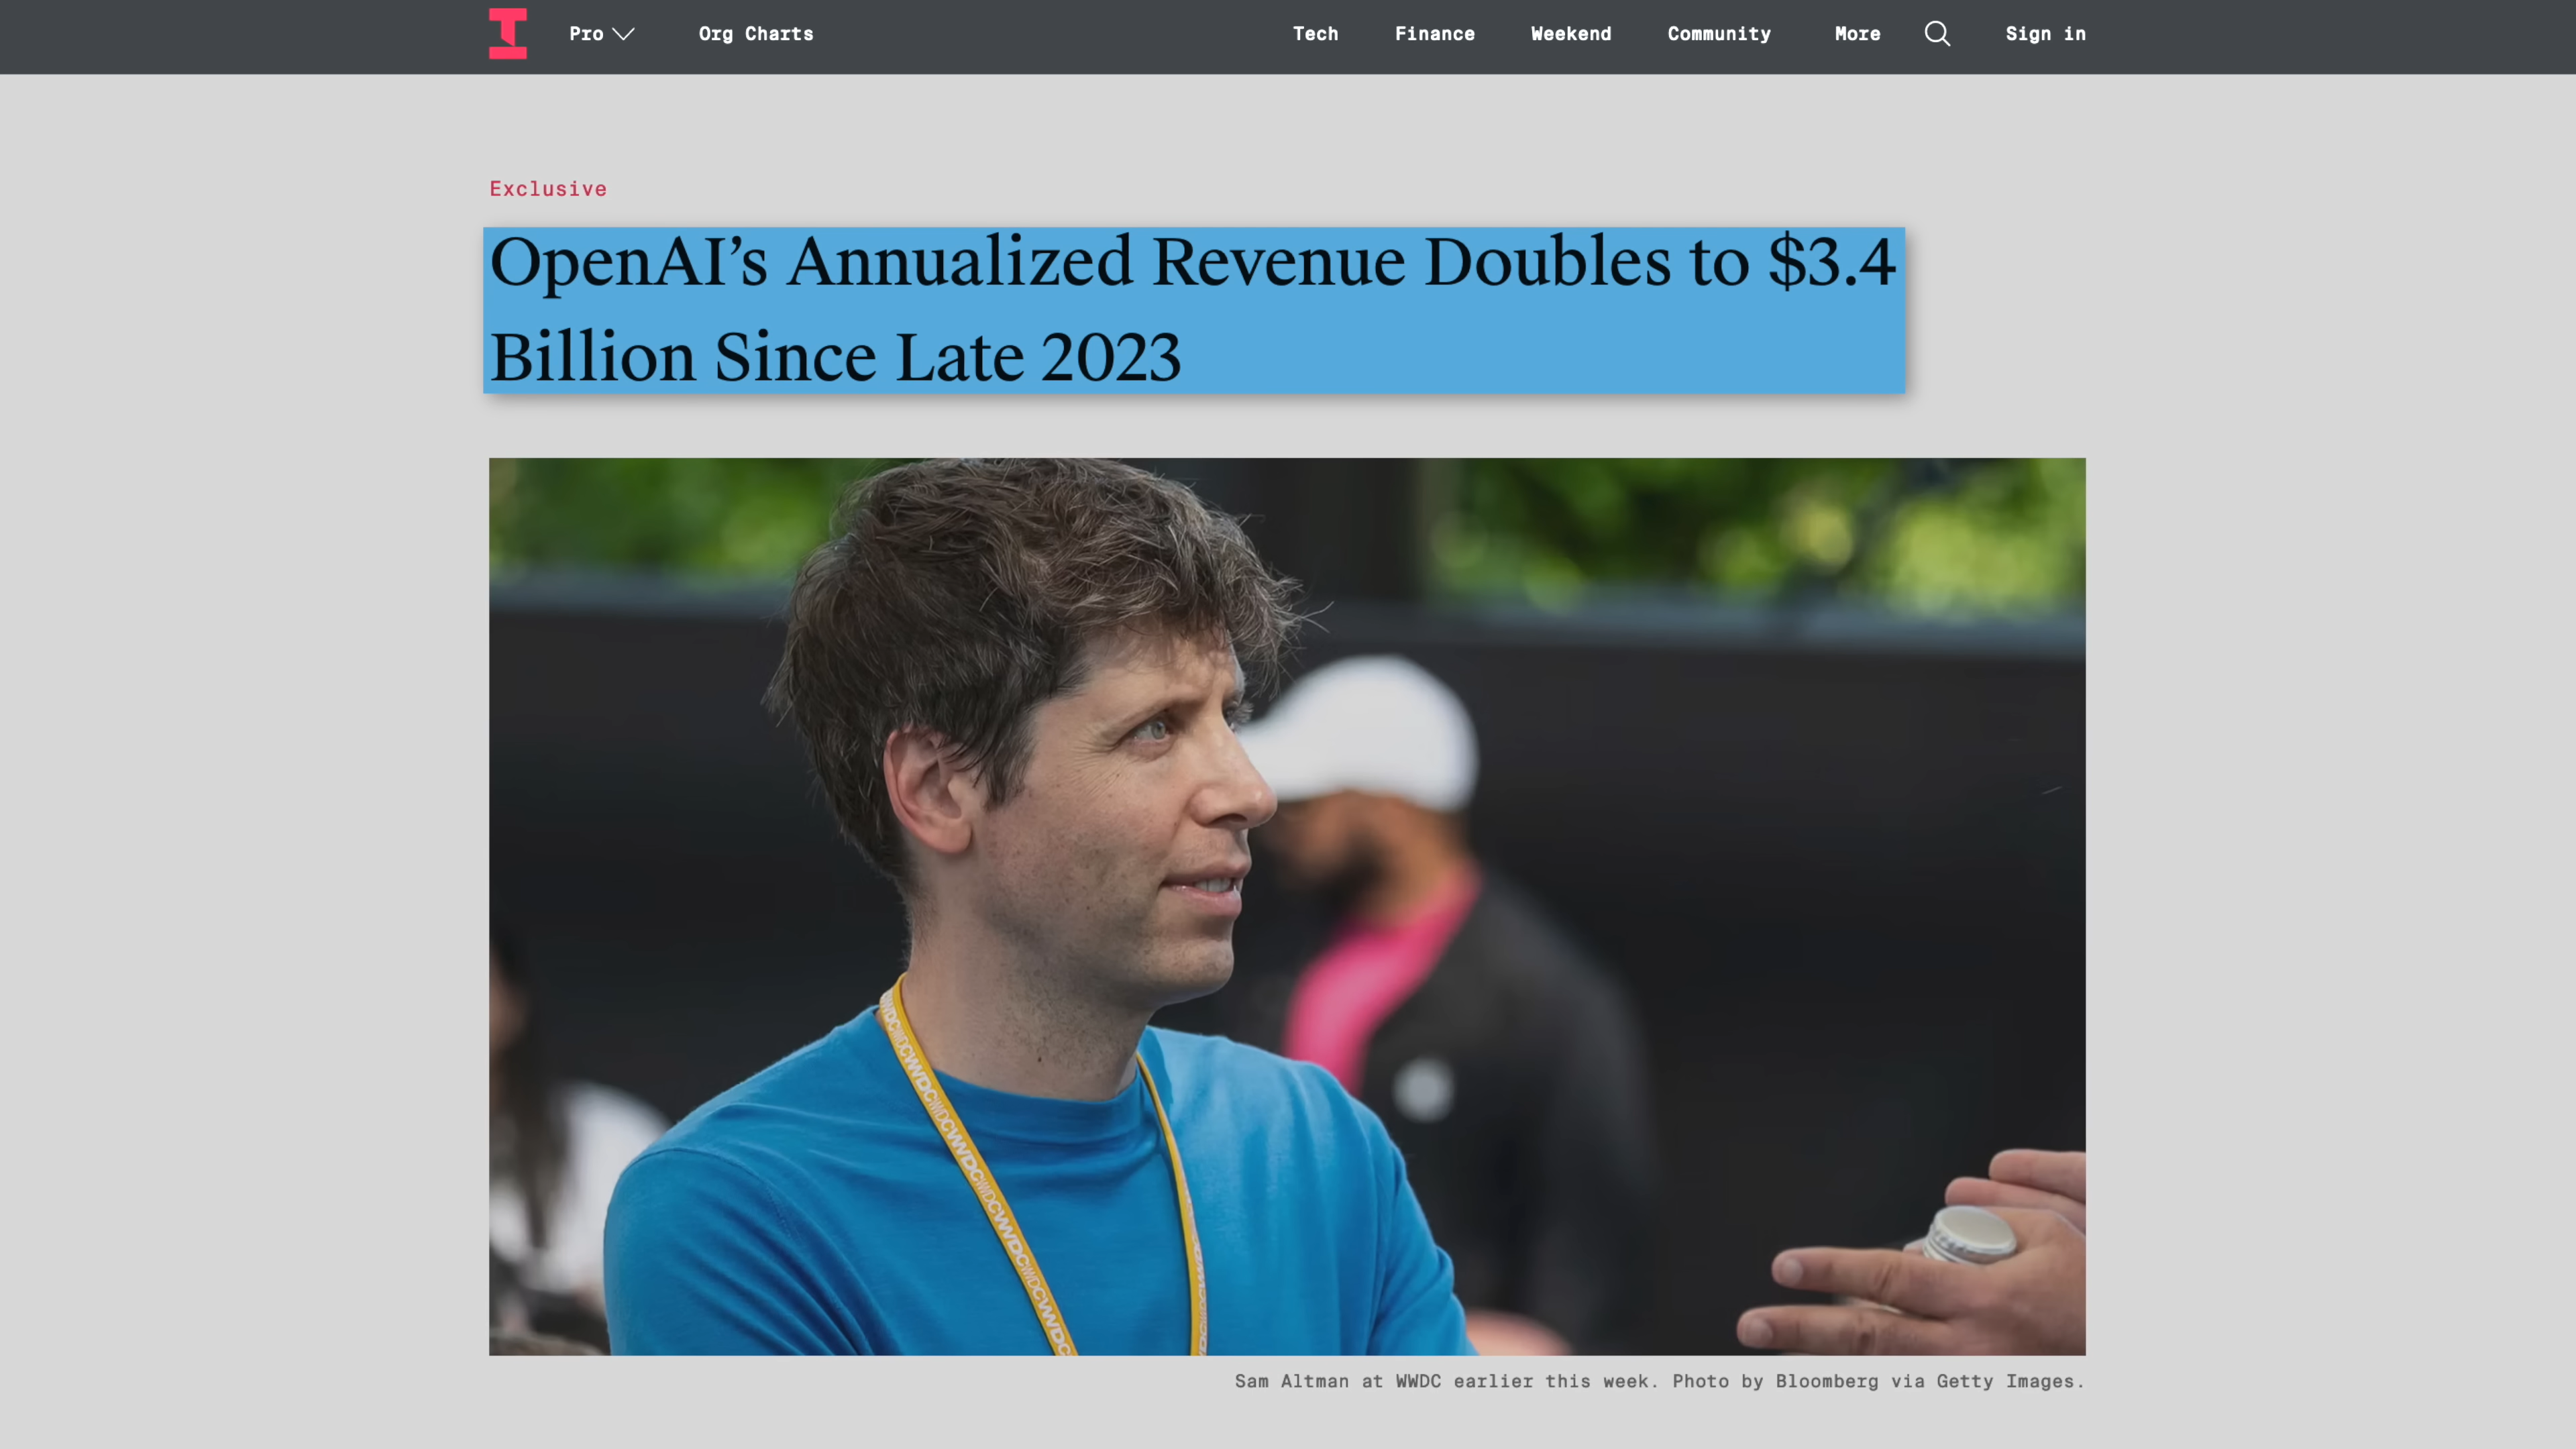 Pro
Org Charts
Tech
Finance
Weekend
Community
More
Sign in
Exclusive
OpenAI’s Annualized Revenue Doubles to $3.4
Billion Since Late 2023
WWDCWWDCWWDCWWDCWWDCWWDC
Sam Altman at WWDC earlier this week. Photo by Bloomberg via Getty Images.